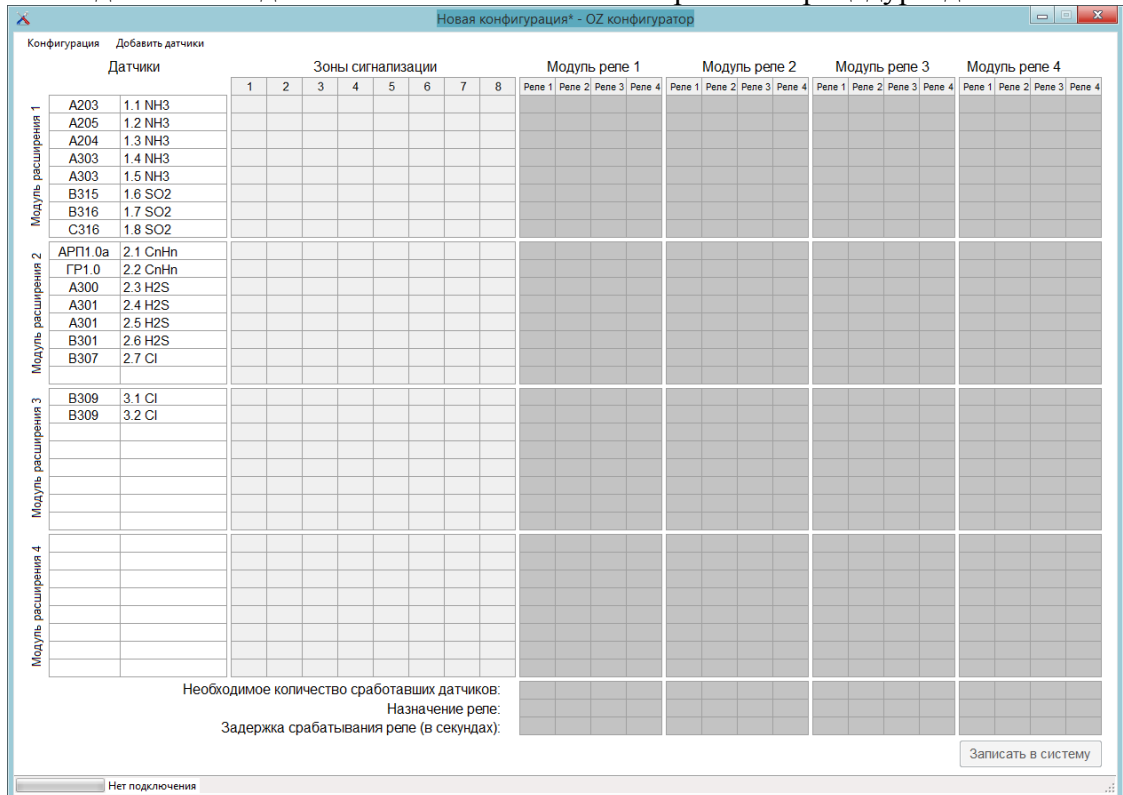 Новая конфигурация* - OZ конфигуратор
Конфигурация Добавить датчики
Датчики Зоны сигнализации Модуль реле 1 Модуль реле 2 Модуль реле 3 Модуль реле 4
1 2 3 4 5 6 7 8 Реле 1 Реле 2 Реле 3 Реле 4 Реле 1 Реле 2 Реле 3 Реле 4 Реле 1 Реле 2 Реле 3 Реле 4 Реле 1 Реле 2 Реле 3 Реле 4
Модуль расширения 1
A203 1.1 NH3
A205 1.2 NH3
A204 1.3 NH3
A303 1.4 NH3
A303 1.5 NH3
B315 1.6 SO2
B316 1.7 SO2
C316 1.8 SO2
Модуль расширения 2
АРП1.0а 2.1 CnHn
ГР1.0 2.2 CnHn
A300 2.3 H2S
A301 2.4 H2S
A301 2.5 H2S
B301 2.6 H2S
B307 2.7 Cl
Модуль расширения 3
B309 3.1 Cl
B309 3.2 Cl
Модуль расширения 4
Необходимое количество сработавших датчиков:
Назначение реле:
Задержка срабатывания реле (в секундах):
Записать в систему
Нет подключения